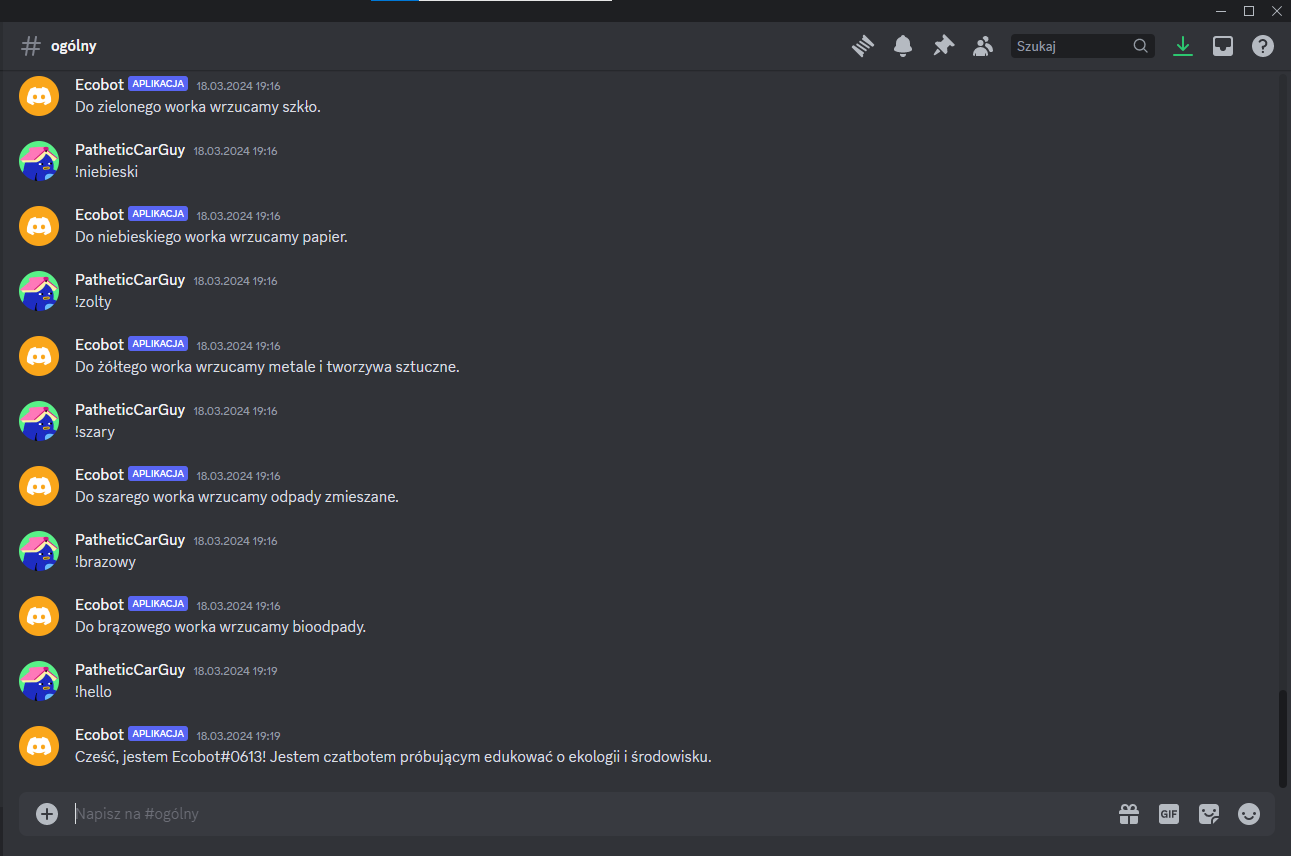 ogólny
Szukaj
Ecobot APLIKACJA 18.03.2024 19:16
Do zielonego worka wrzucamy szkło.
PatheticCarGuy 18.03.2024 19:16
!niebieski
Ecobot APLIKACJA 18.03.2024 19:16
Do niebieskiego worka wrzucamy papier.
PatheticCarGuy 18.03.2024 19:16
!zolty
Ecobot APLIKACJA 18.03.2024 19:16
Do żółtego worka wrzucamy metale i tworzywa sztuczne.
PatheticCarGuy 18.03.2024 19:16
!szary
Ecobot APLIKACJA 18.03.2024 19:16
Do szarego worka wrzucamy odpady zmieszane.
PatheticCarGuy 18.03.2024 19:16
!brazowy
Ecobot APLIKACJA 18.03.2024 19:16
Do brązowego worka wrzucamy bioodpady.
PatheticCarGuy 18.03.2024 19:19
!hello
Ecobot APLIKACJA 18.03.2024 19:19
Cześć, jestem Ecobot#0613! Jestem czatbotem próbującym edukować o ekologii i środowisku.
Napisz na #ogólny
GIF